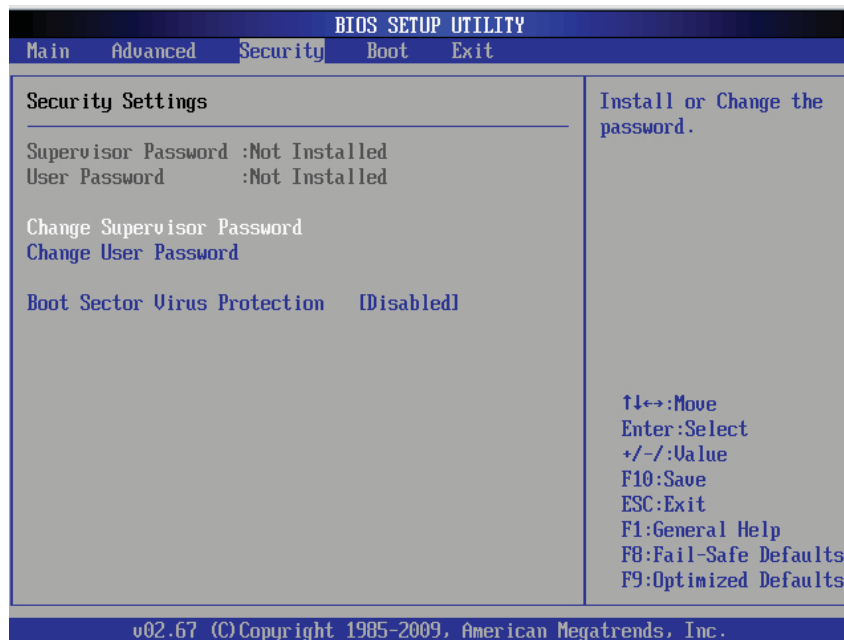 BIOS SETUP UTILITY
Main Advanced Security Boot Exit
Security Settings
Supervisor Password :Not Installed
User Password :Not Installed
Change Supervisor Password
Change User Password
Boot Sector Virus Protection [Disabled]
Install or Change the
password.
↑↓←→:Move
Enter:Select
+/-/:Value
F10:Save
ESC:Exit
F1:General Help
F8:Fail-Safe Defaults
F9:Optimized Defaults
v02.67 (C)Copyright 1985-2009, American Megatrends, Inc.